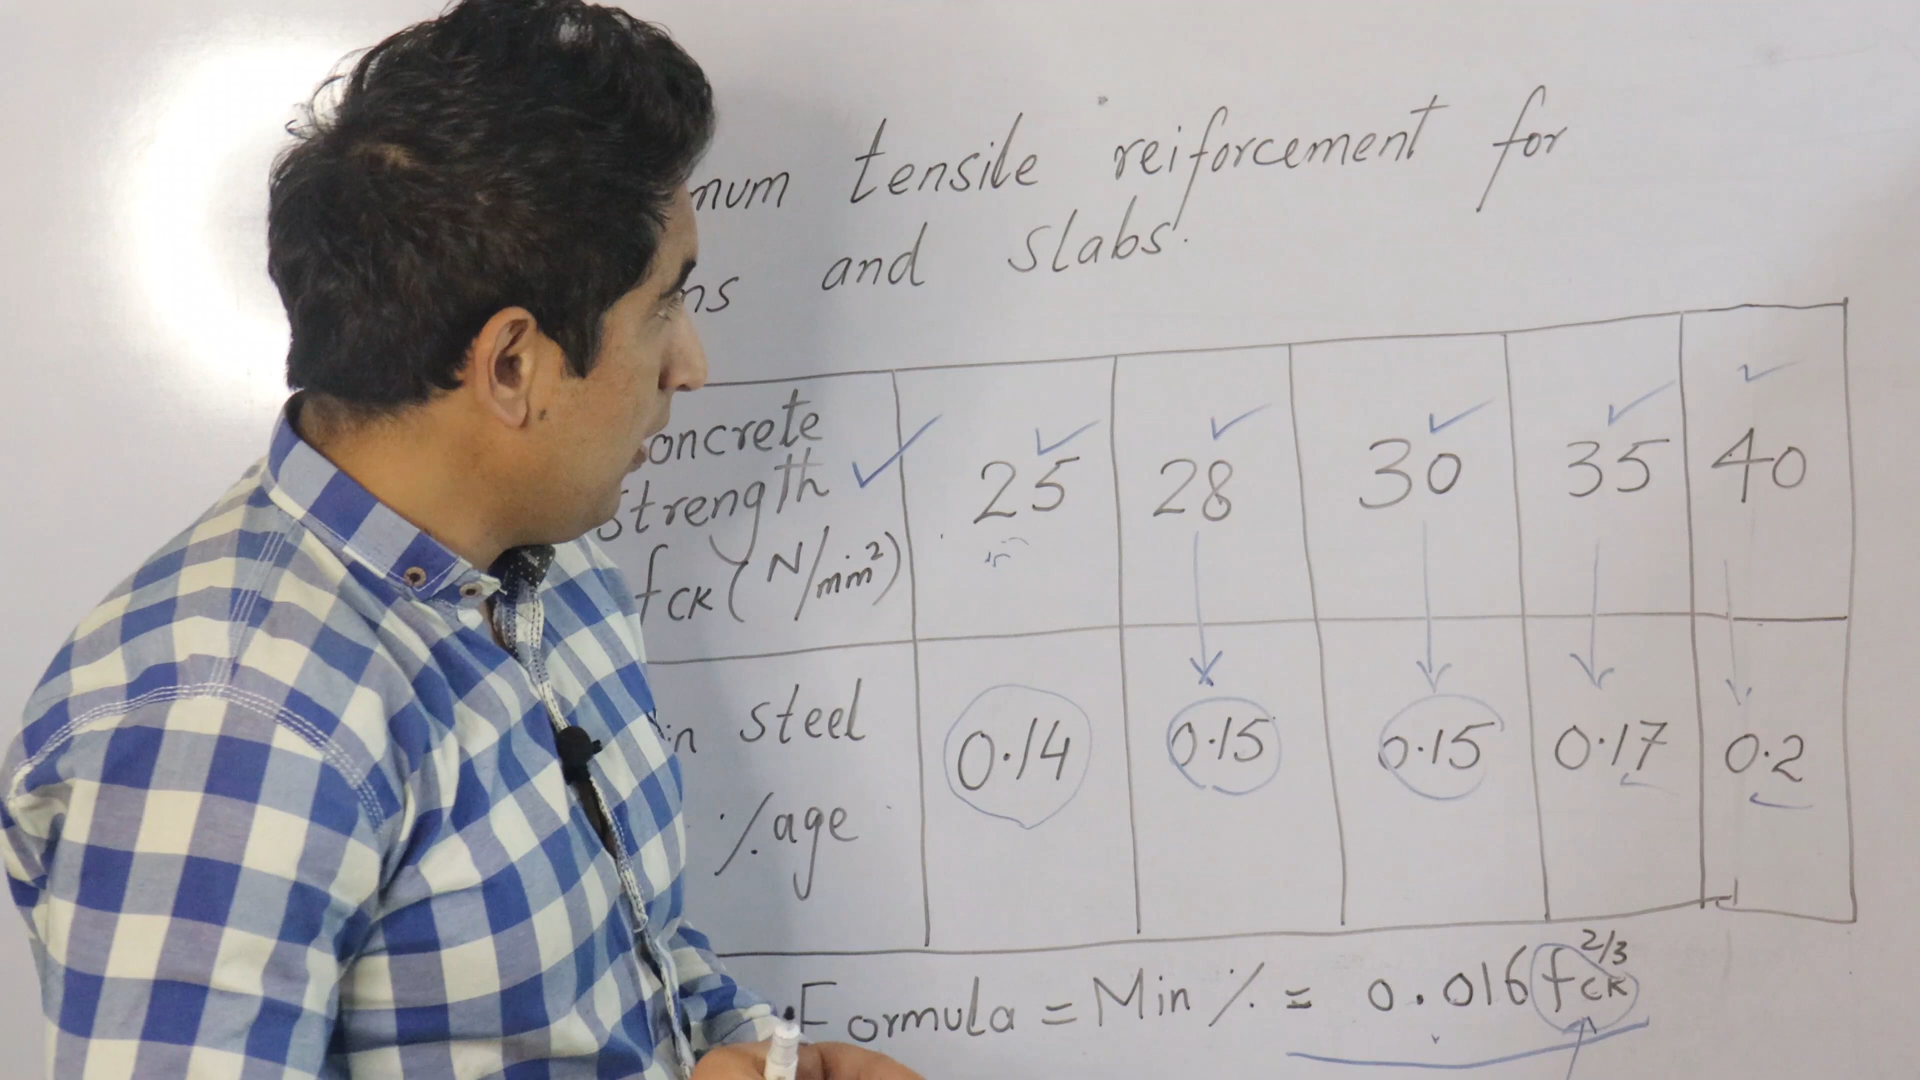 num tensile reiforcement for
ns and slabs.
oncrete
strength
fck (N/mm²)
25 28 30 35 40
in steel
%age
0.14 0.15 0.15 0.17 0.2
Formula = Min % = 0.016 fck^2/3